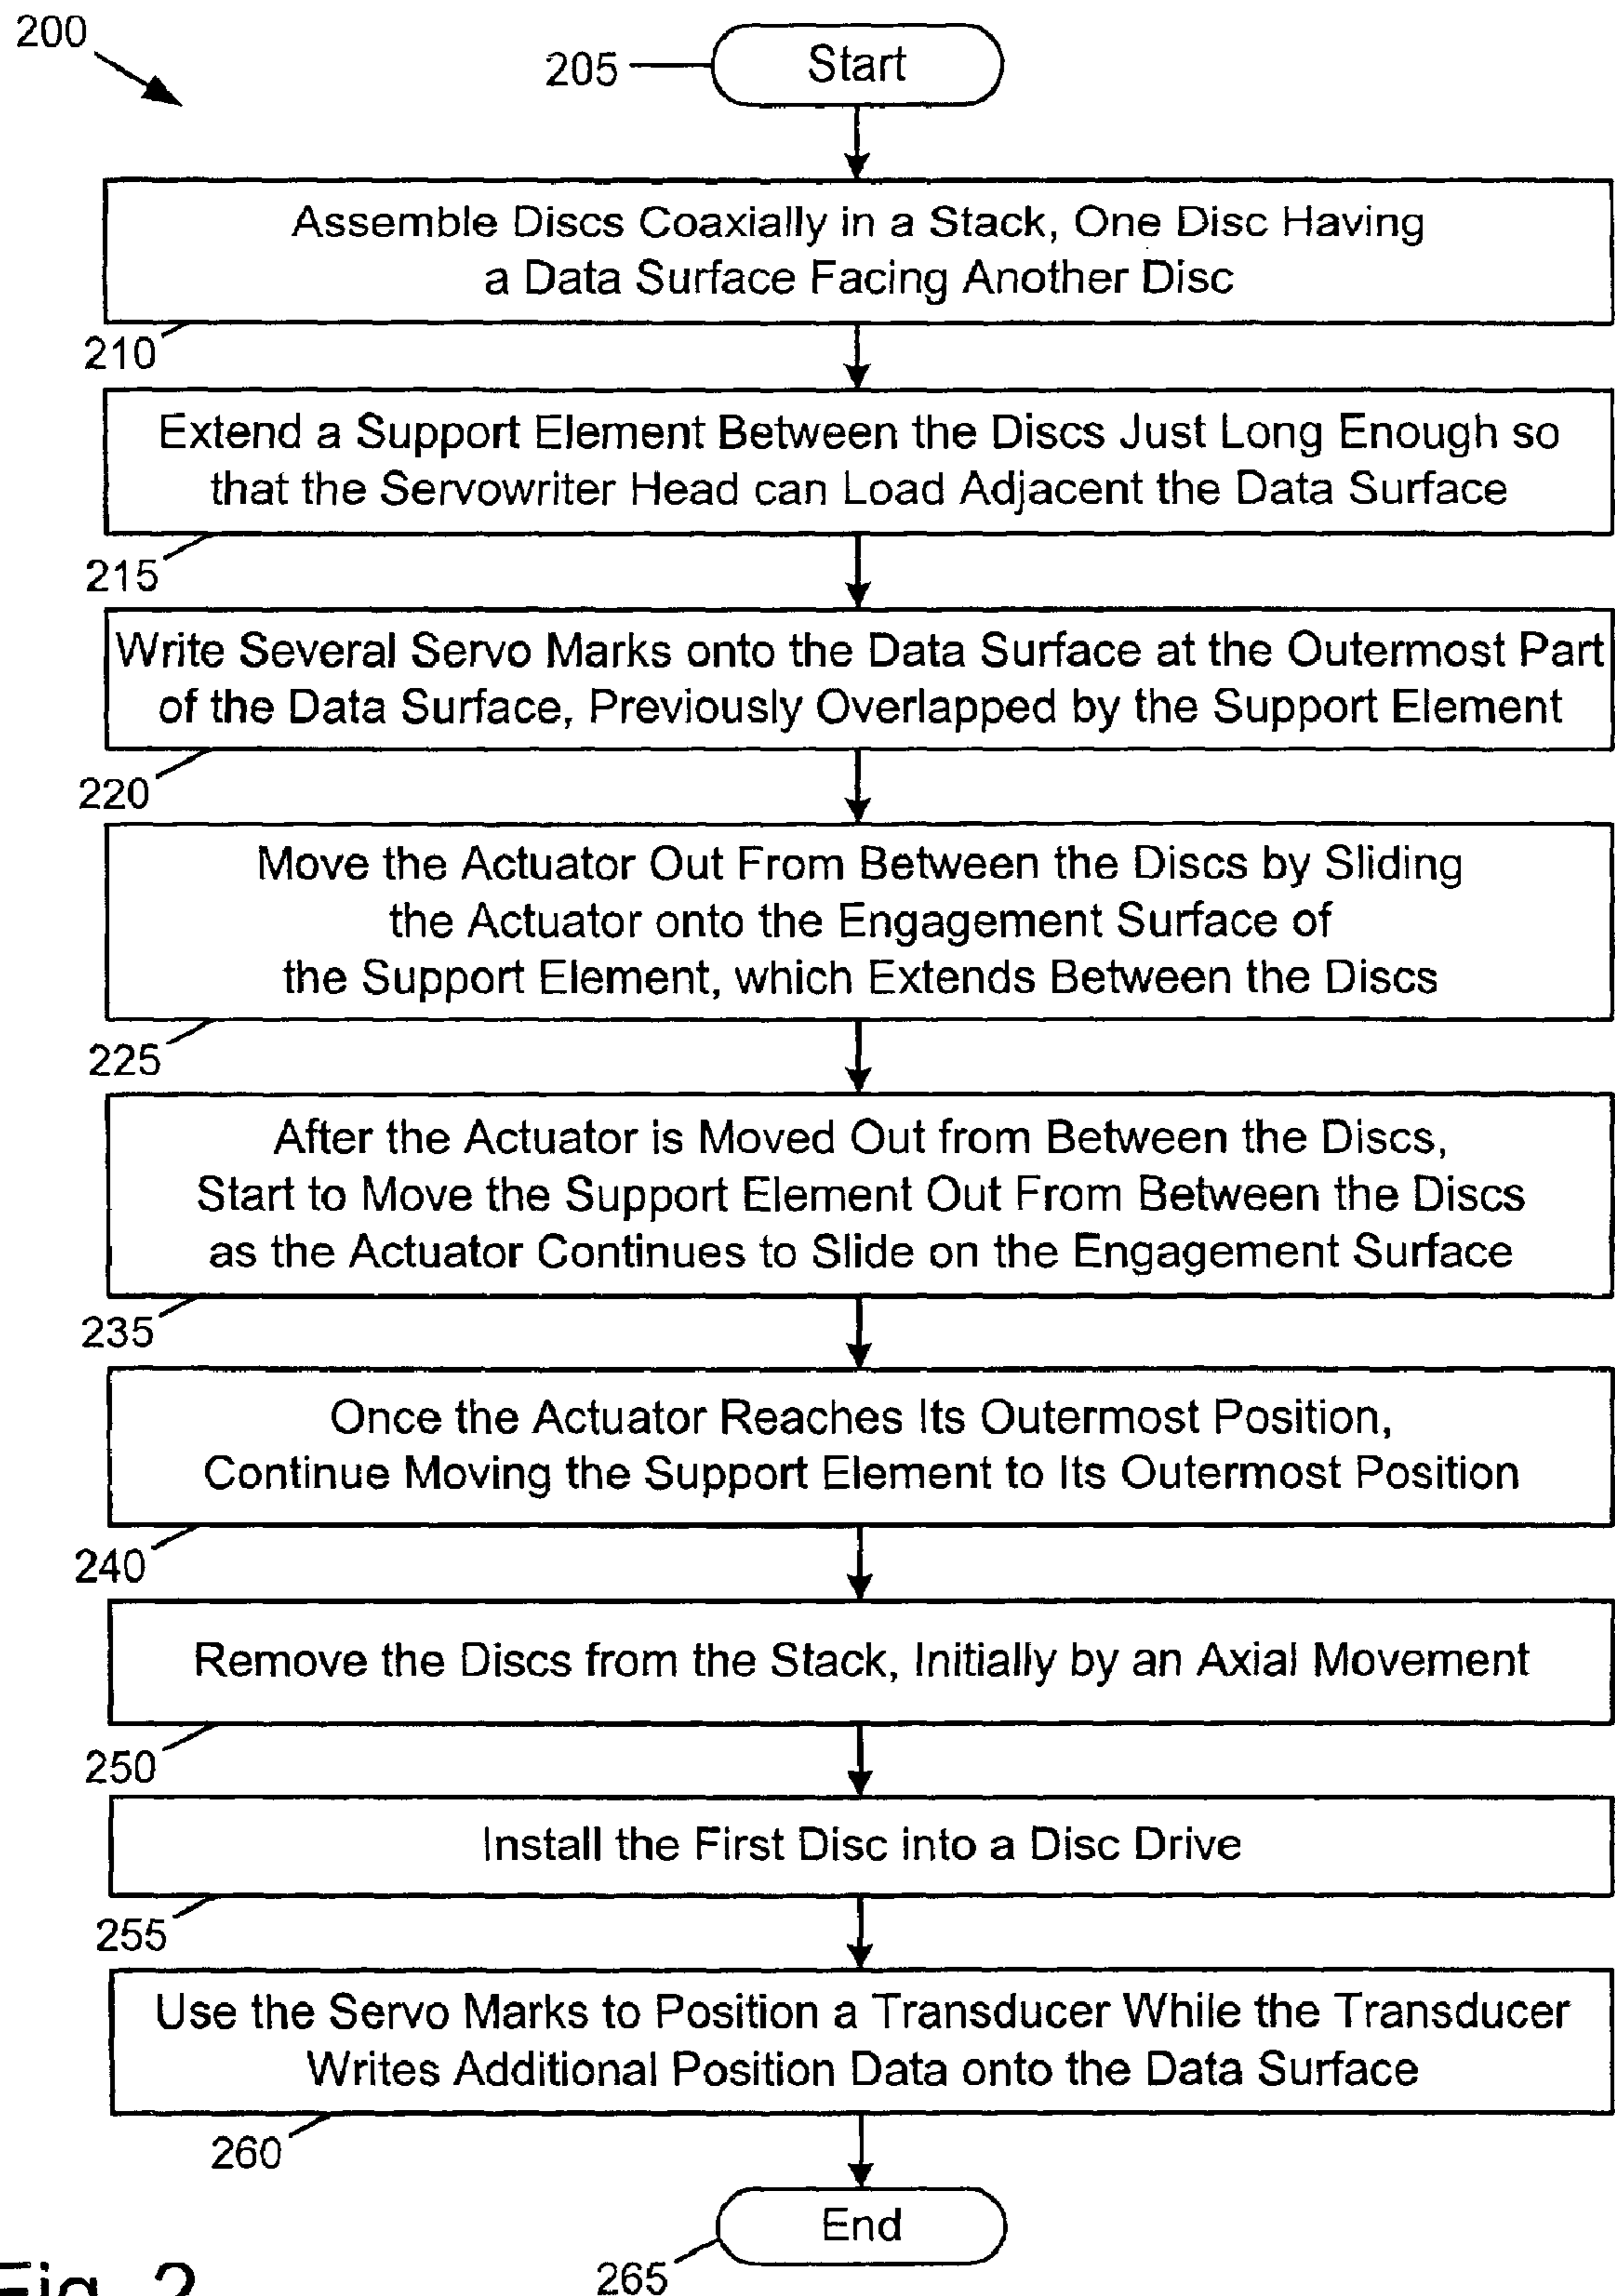 200
205
Start
Assemble Discs Coaxially in a Stack, One Disc Having
a Data Surface Facing Another Disc
210
Extend a Support Element Between the Discs Just Long Enough so
that the Servowriter Head can Load Adjacent the Data Surface
215
Write Several Servo Marks onto the Data Surface at the Outermost Part
of the Data Surface, Previously Overlapped by the Support Element
220
Move the Actuator Out From Between the Discs by Sliding
the Actuator onto the Engagement Surface of
the Support Element, which Extends Between the Discs
225
After the Actuator is Moved Out from Between the Discs,
Start to Move the Support Element Out From Between the Discs
as the Actuator Continues to Slide on the Engagement Surface
235
Once the Actuator Reaches Its Outermost Position,
Continue Moving the Support Element to Its Outermost Position
240
Remove the Discs from the Stack, Initially by an Axial Movement
250
Install the First Disc into a Disc Drive
255
Use the Servo Marks to Position a Transducer While the Transducer
Writes Additional Position Data onto the Data Surface
260
End
265
Fig. 2